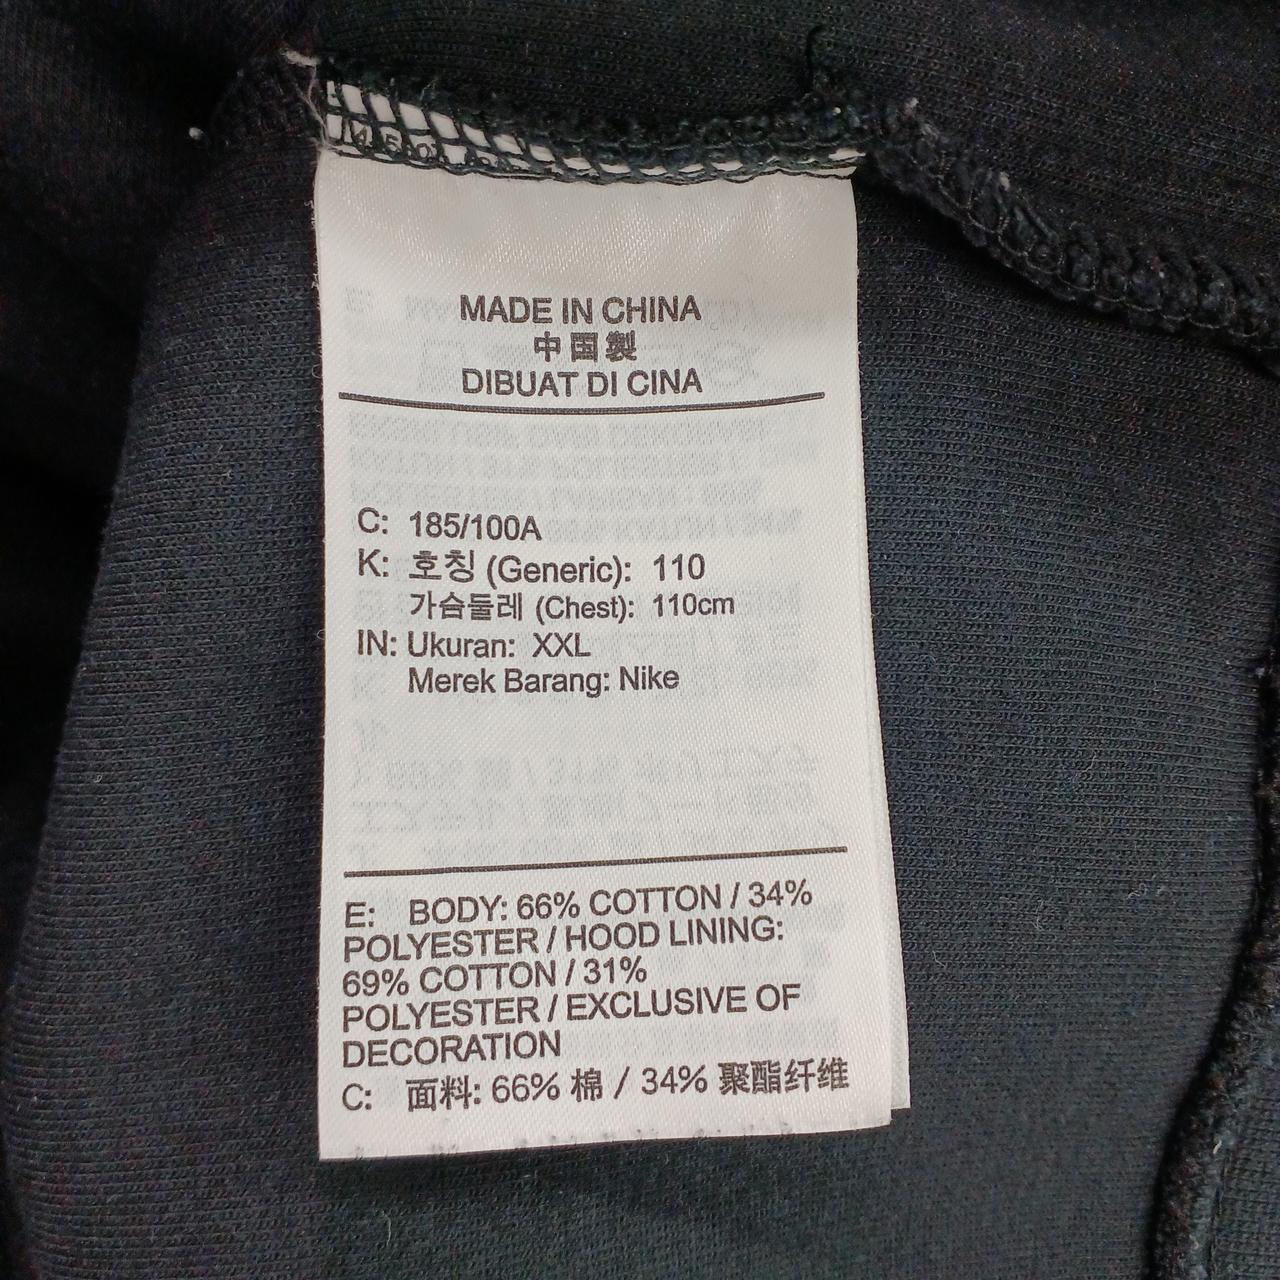 MADE IN CHINA
中国製
DIBUAT DI CINA
C: 185/100A
K: 호칭 (Generic): 110
가슴둘레 (Chest): 110cm
IN: Ukuran: XXL
Merek Barang: Nike
E: BODY: 66% COTTON / 34%
POLYESTER / HOOD LINING:
69% COTTON / 31%
POLYESTER / EXCLUSIVE OF
DECORATION
C: 面料: 66% 棉 / 34% 聚酯纤维